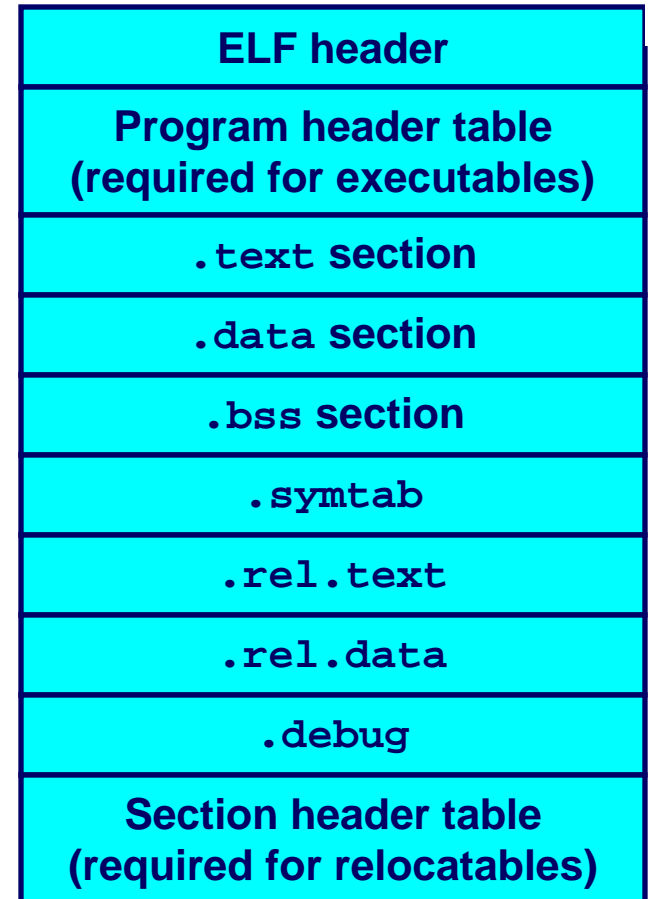 ELF header
Program header table
(required for executables)
.text section
.data section
.bss section
.symtab
.rel.text
.rel.data
.debug
Section header table
(required for relocatables)